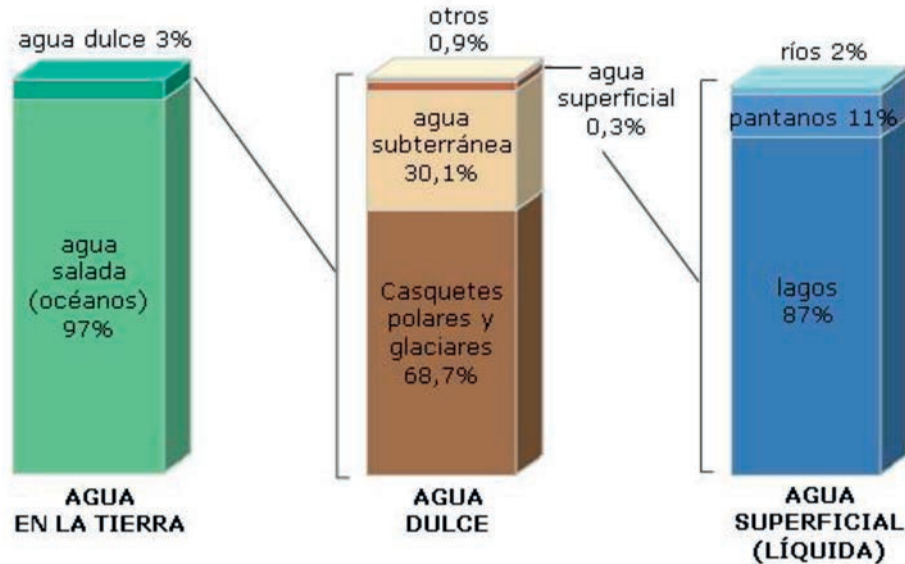 agua dulce 3%
agua
salada
(océanos)
97%
AGUA
EN LA TIERRA
otros
0,9%
agua
superficial
0,3%
agua
subterránea
30,1%
Casquetes
polares y
glaciares
68,7%
AGUA
DULCE
ríos 2%
pantanos 11%
lagos
87%
AGUA
SUPERFICIAL
(LÍQUIDA)